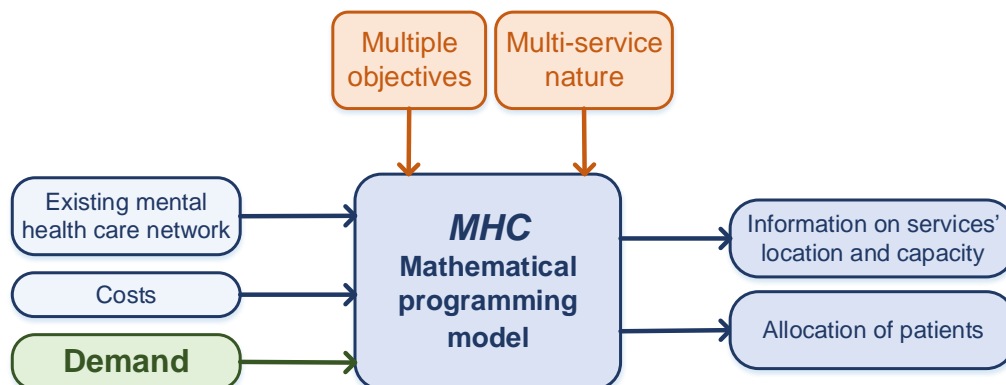 Multiple
objectives
Multi-service
nature
Existing mental
health care network
Costs
Demand
MHC
Mathematical
programming
model
Information on services’
location and capacity
Allocation of patients